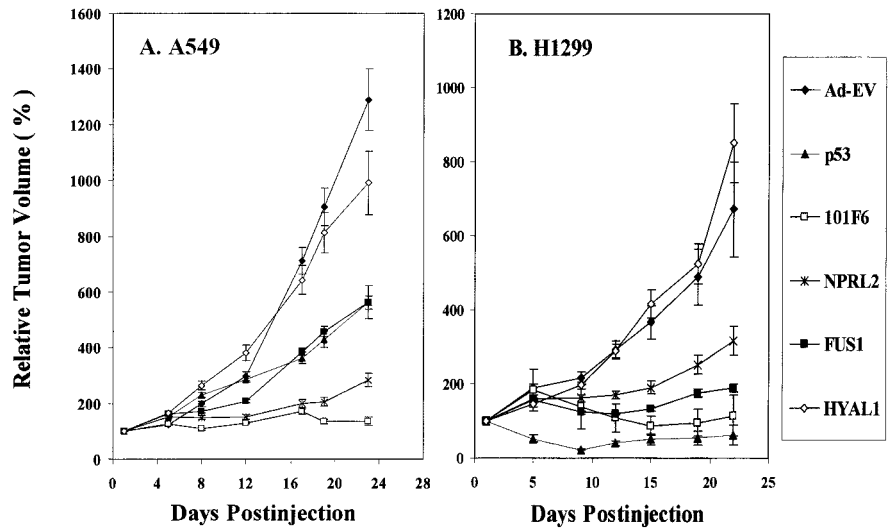 A. A549
1600
1400
1200
1000
800
600
400
200
0
0 4 8 12 16 20 24 28
Days Postinjection
Relative Tumor Volume ( % )
B. H1299
1200
1000
800
600
400
200
0
0 5 10 15 20 25
Days Postinjection
Ad-EV
p53
101F6
NPRL2
FUS1
HYAL1